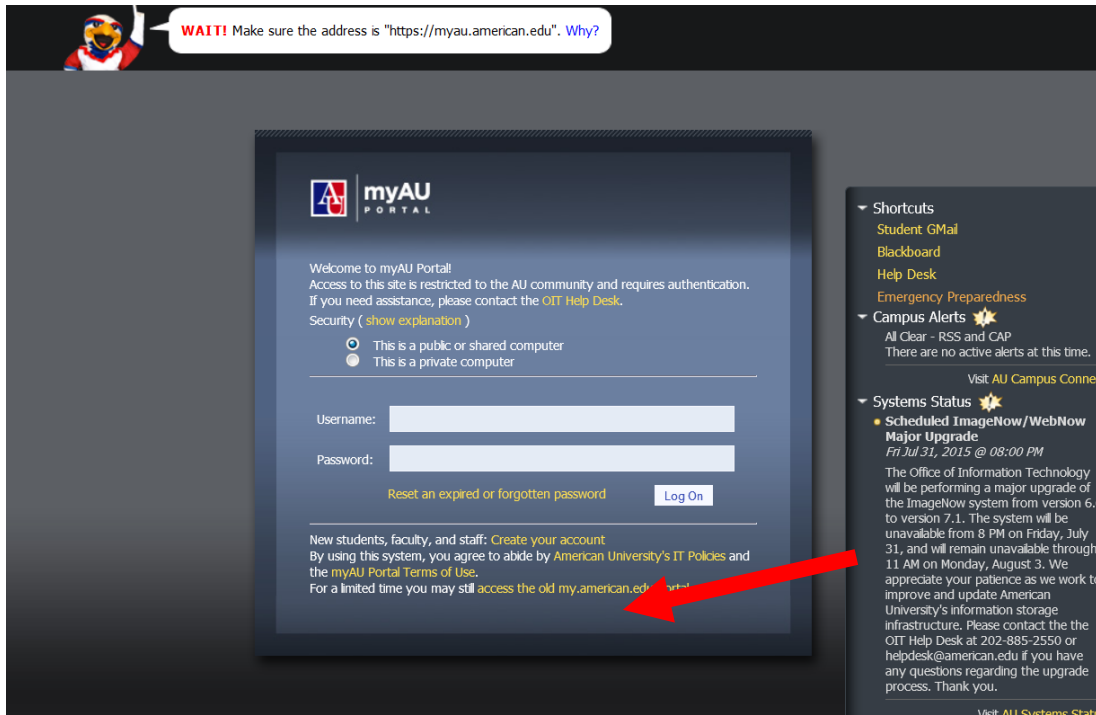 WAIT! Make sure the address is "https://myau.american.edu". Why?
AU
myAU
PORTAL
Welcome to myAU Portal!
Access to this site is restricted to the AU community and requires authentication.
If you need assistance, please contact the OIT Help Desk.
Security ( show explanation )
This is a public or shared computer
This is a private computer
Username:
Password:
Reset an expired or forgotten password
Log On
New students, faculty, and staff: Create your account
By using this system, you agree to abide by American University's IT Policies and
the myAU Portal Terms of Use.
For a limited time you may still access the old my.american.edu Portal
Shortcuts
Student GMail
Blackboard
Help Desk
Emergency Preparedness
Campus Alerts
All Clear - RSS and CAP
There are no active alerts at this time.
Visit AU Campus Conne
Systems Status
Scheduled ImageNow/WebNow
Major Upgrade
Fri Jul 31, 2015 @ 08:00 PM
The Office of Information Technology
will be performing a major upgrade of
the ImageNow system from version 6.
to version 7.1. The system will be
unavailable from 8 PM on Friday, July
31, and will remain unavailable through
11 AM on Monday, August 3. We
appreciate your patience as we work to
improve and update American
University's information storage
infrastructure. Please contact the the
OIT Help Desk at 202-885-2550 or
helpdesk@american.edu if you have
any questions regarding the upgrade
process. Thank you.
Visit AU Systems Stat